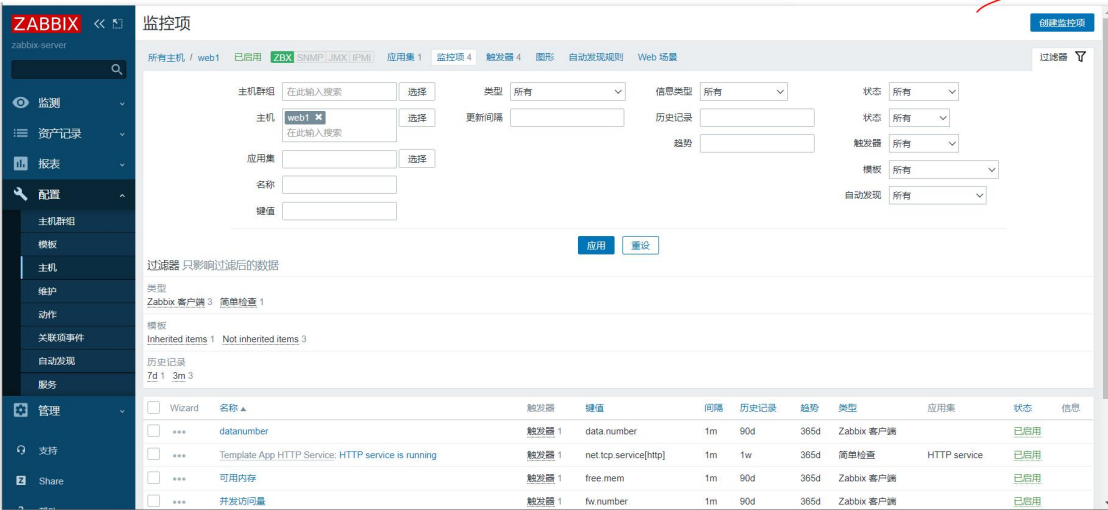 ZABBIX
zabbix-server
监测
资产记录
报表
配置
主机群组
模板
主机
维护
动作
关联项事件
自动发现
服务
管理
支持
Share
监控项
创建监控项
所有主机 / web1 已启用 ZBX SNMP JMX IPMI 应用集 1 监控项 4 触发器 4 图形 自动发现规则 Web 场景
过滤器
主机群组 在此输入搜索 选择 类型 所有 信息类型 所有 状态 所有
主机 web1 在此输入搜索 选择 更新间隔 历史记录 状态 所有
趋势 触发器 所有
应用集 选择 模板 所有
名称 自动发现 所有
键值
应用 重设
过滤器 只影响过滤后的数据
类型
Zabbix 客户端 3 简单检查 1
模板
Inherited items 1 Not inherited items 3
历史记录
7d 1 3m 3
Wizard 名称 触发器 键值 间隔 历史记录 趋势 类型 应用集 状态 信息
datanumber 触发器 1 data.number 1m 90d 365d Zabbix 客户端 已启用
Template App HTTP Service: HTTP service is running 触发器 1 net.tcp.service[http] 1m 1w 365d 简单检查 HTTP service 已启用
可用内存 触发器 1 free.mem 1m 90d 365d Zabbix 客户端 已启用
并发访问量 触发器 1 fw.number 1m 90d 365d Zabbix 客户端 已启用